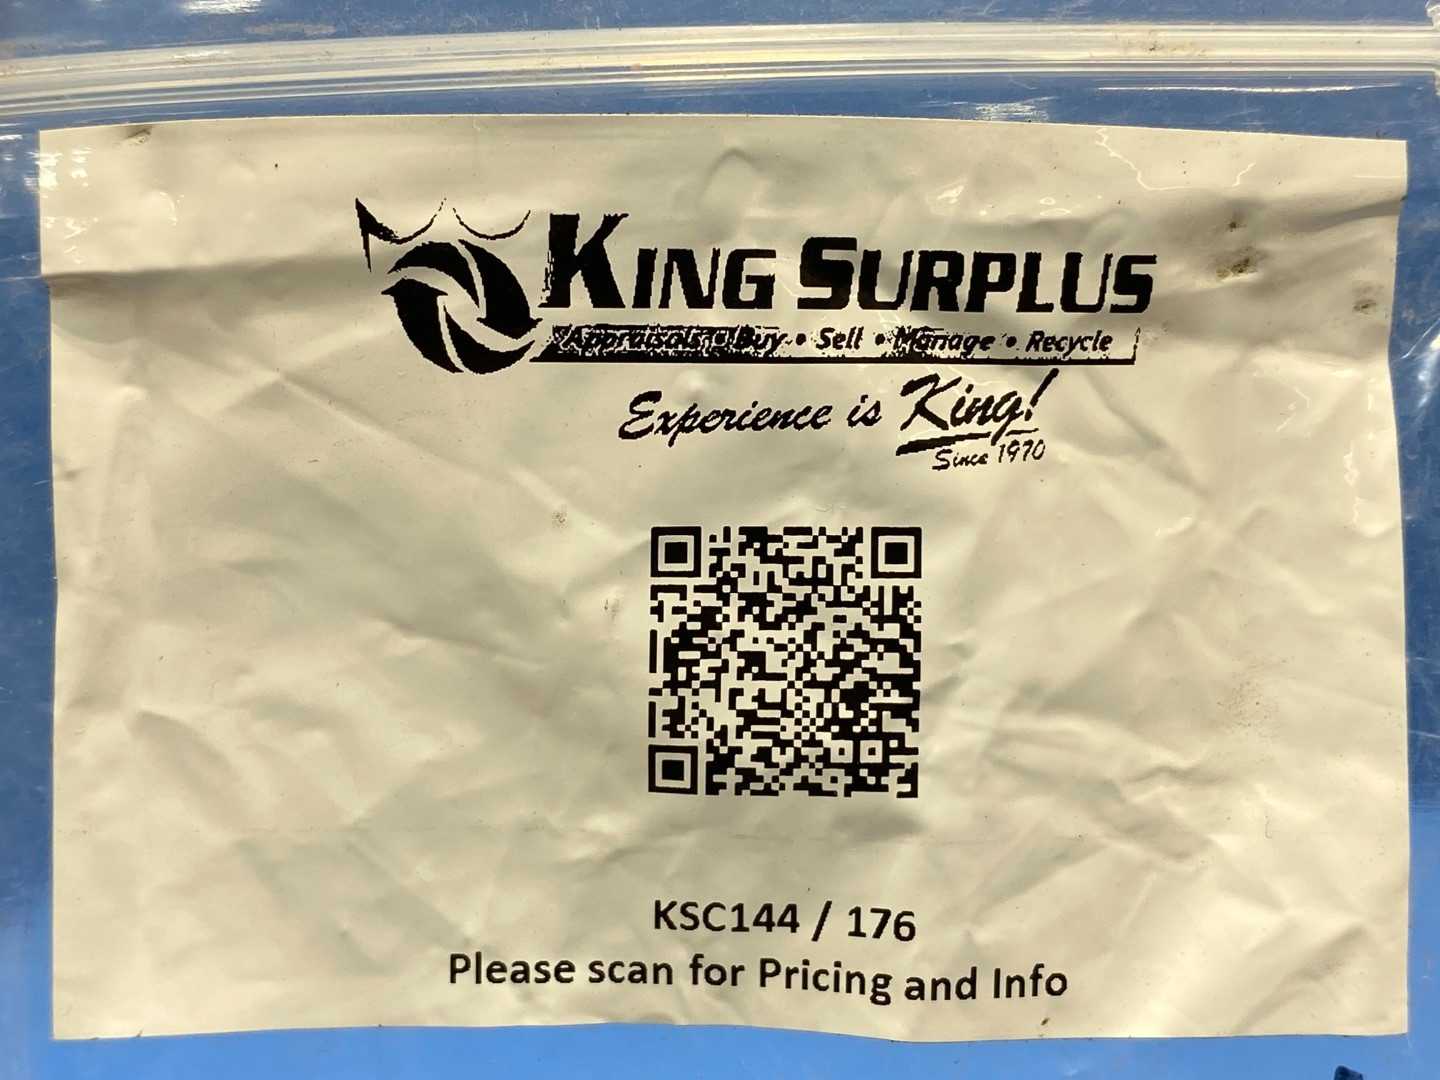 KING SURPLUS
Appraisals • Buy • Sell • Manage • Recycle
Experience is King!
Since 1970
KSC144 / 176
Please scan for Pricing and Info